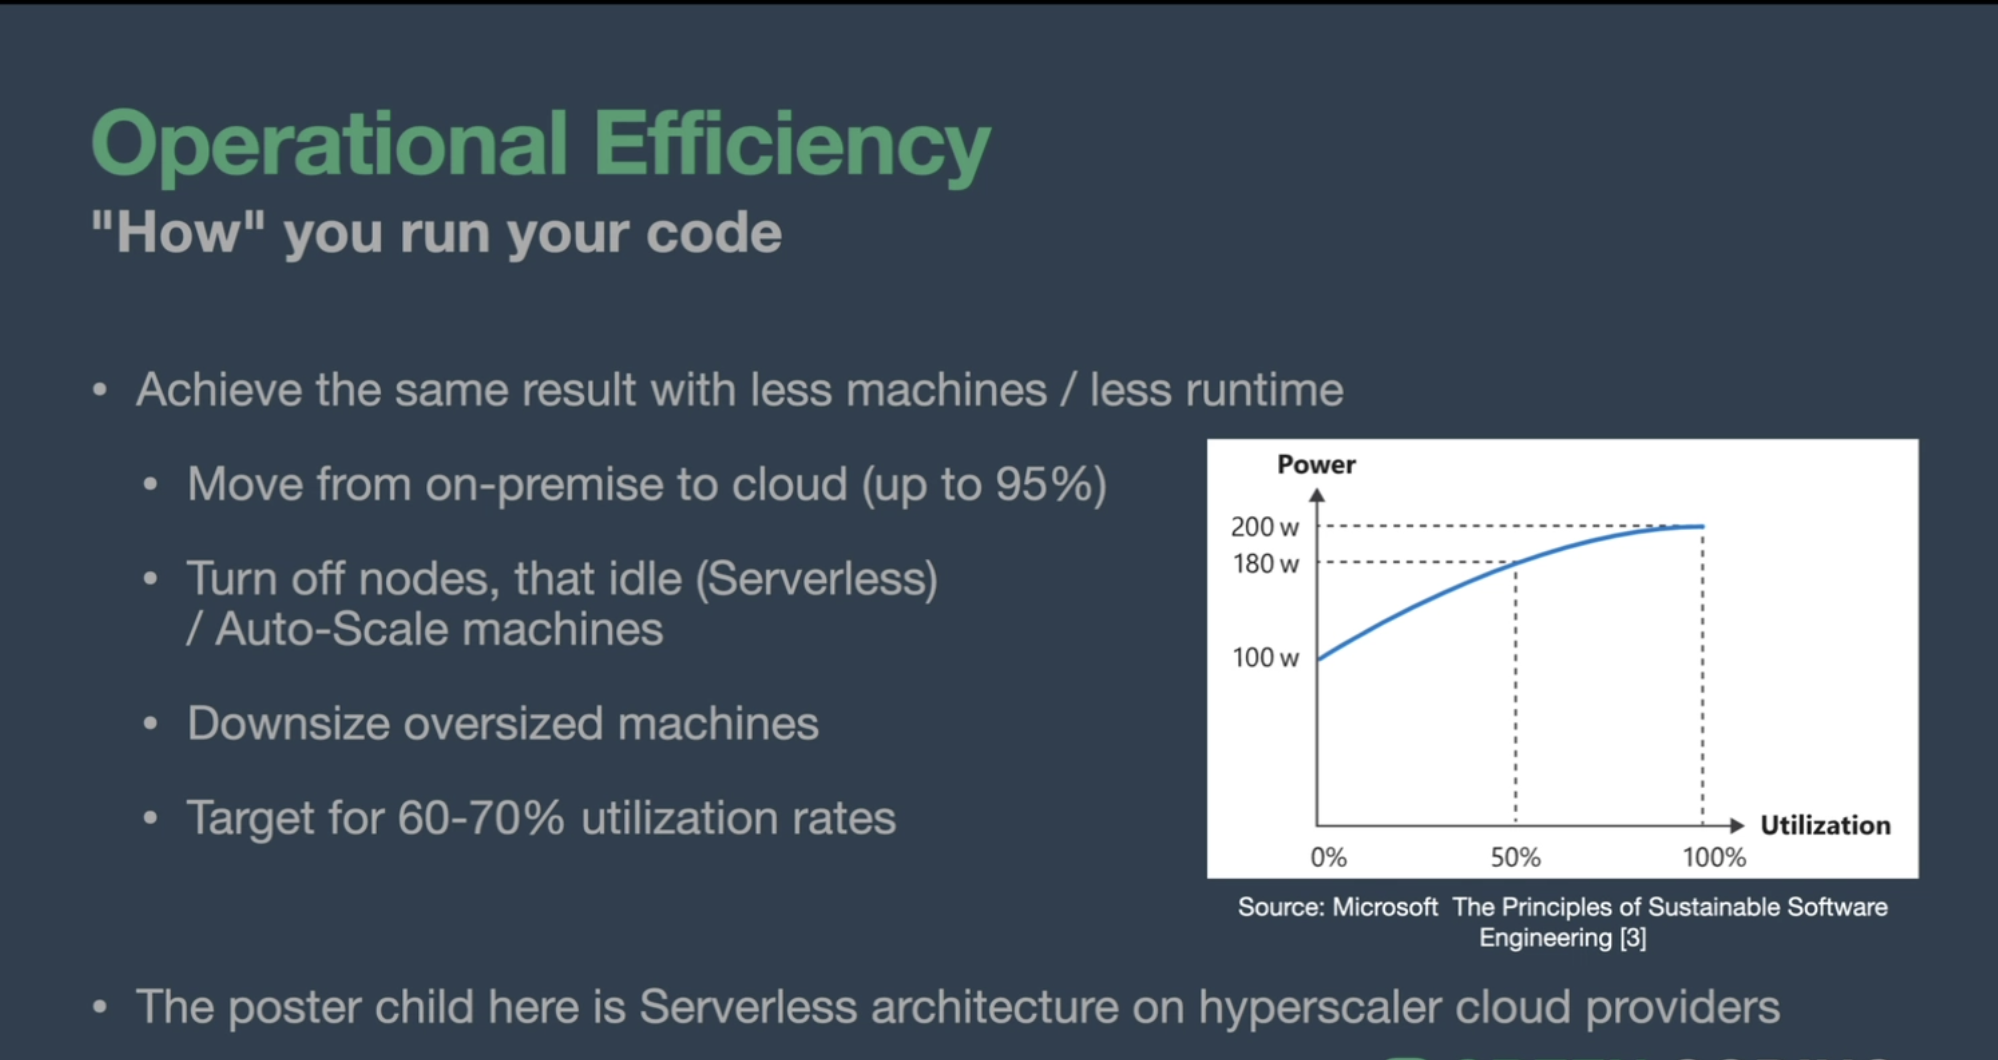 Operational Efficiency
"How" you run your code
• Achieve the same result with less machines / less runtime
• Move from on-premise to cloud (up to 95%)
• Turn off nodes, that idle (Serverless)
/ Auto-Scale machines
• Downsize oversized machines
• Target for 60-70% utilization rates
Power
200 w
180 w
100 w
Utilization
0% 50% 100%
Source: Microsoft The Principles of Sustainable Software
Engineering [3]
• The poster child here is Serverless architecture on hyperscaler cloud providers